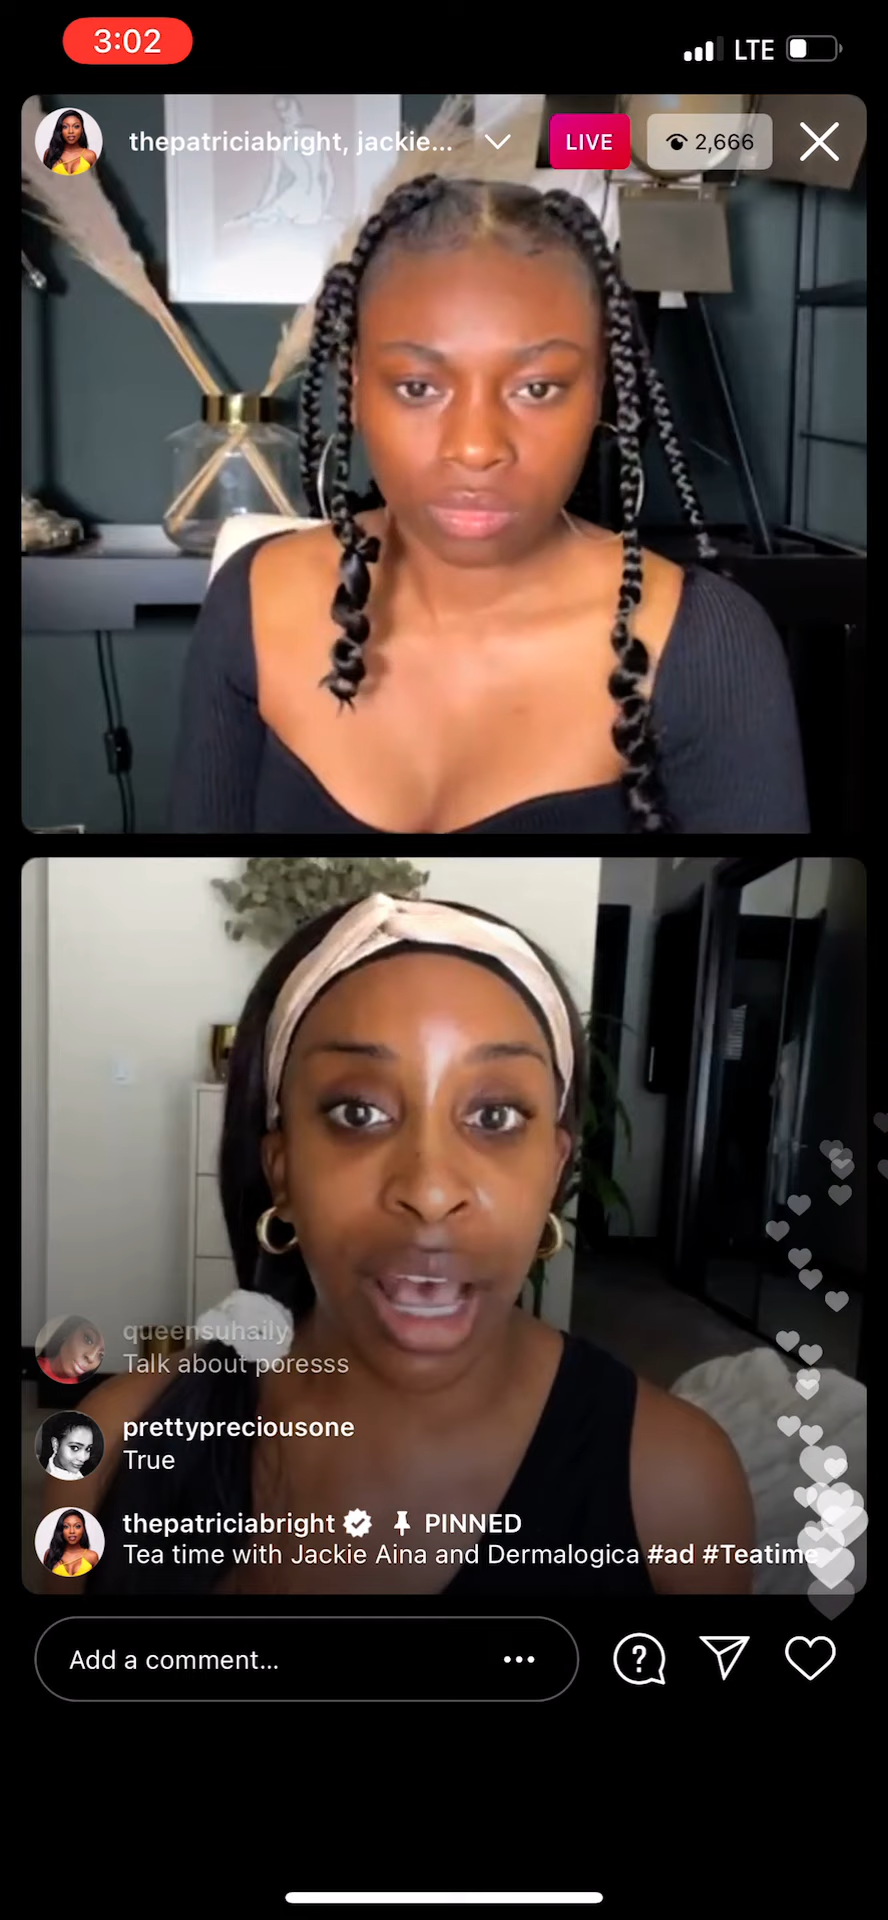 3:02
LTE
thepatriciabright, jackie...
LIVE
2,666
queensuhaily
Talk about poresss
prettypreciousone
True
thepatriciabright PINNED
Tea time with Jackie Aina and Dermalogica #ad #Teatime
Add a comment...